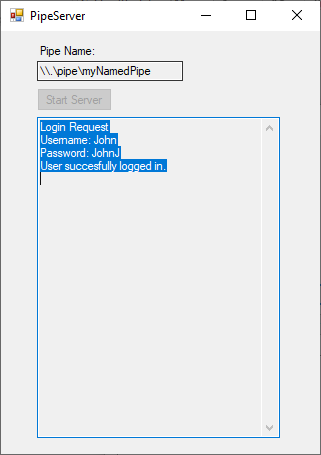 PipeServer
Pipe Name:
\\.\pipe\myNamedPipe
Start Server
Login Request
Username: John
Password: JohnJ
User succesfully logged in.